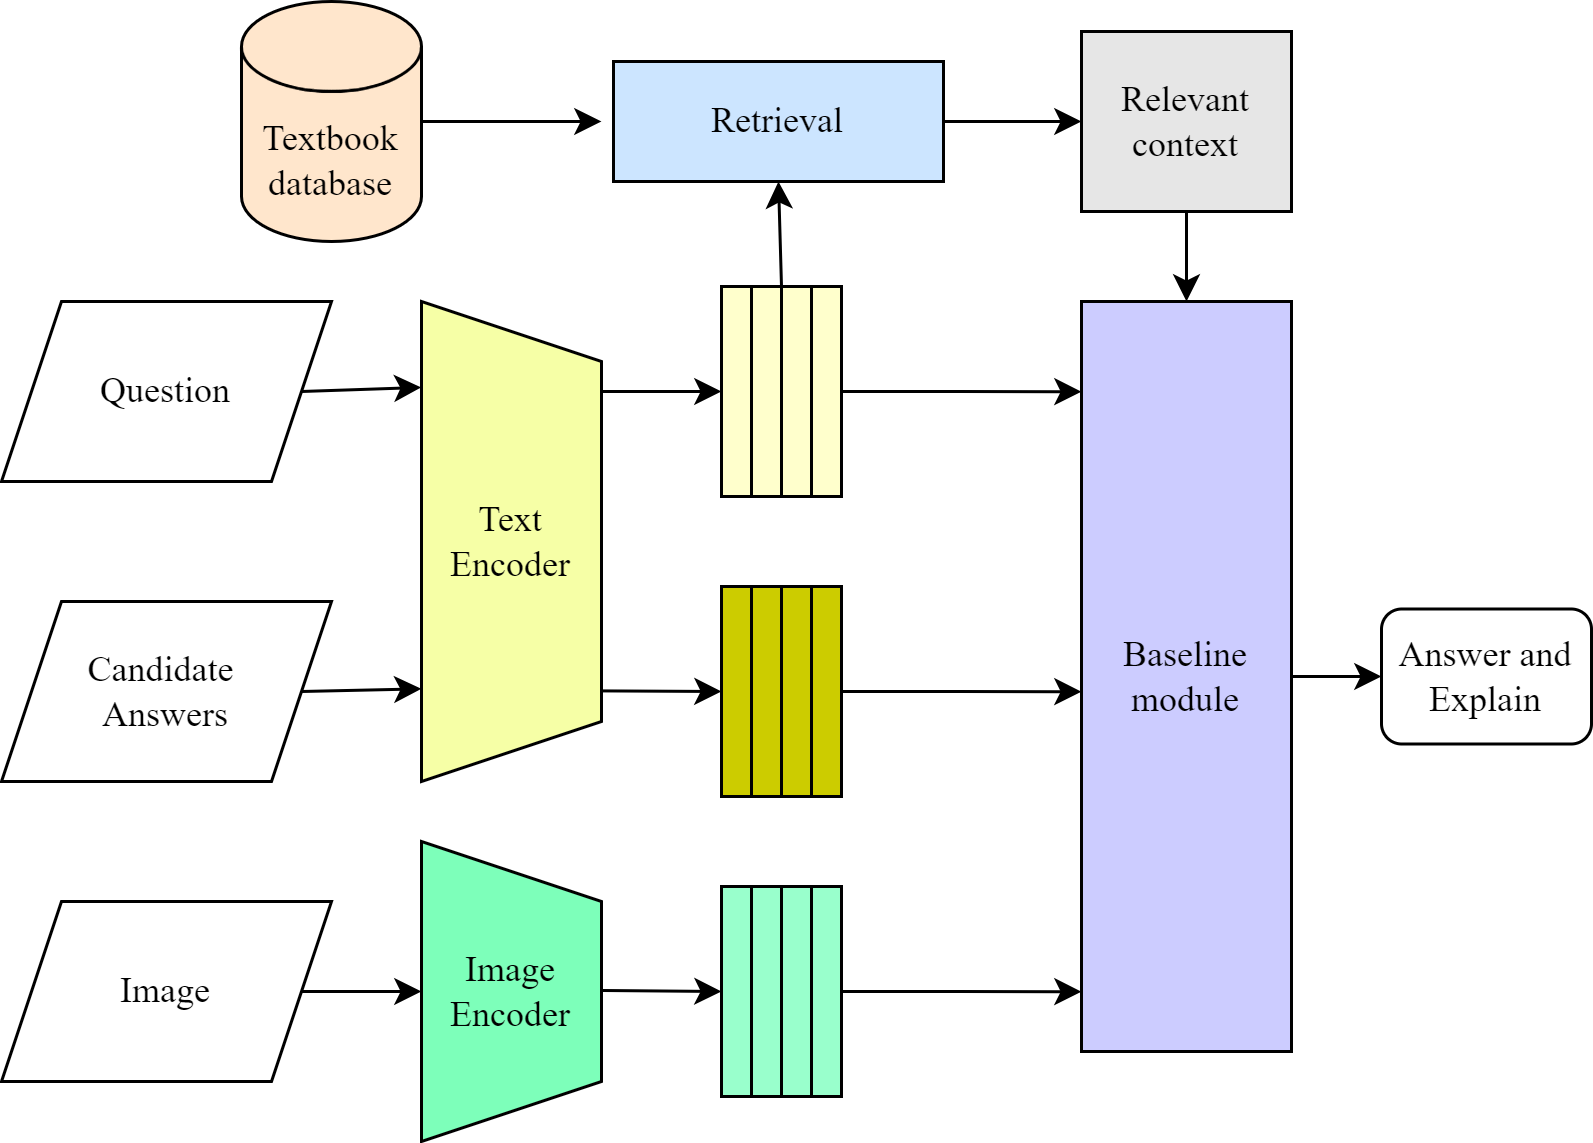 Textbook
database
Retrieval
Relevant
context
Question
Text
Encoder
Candidate
Answers
Baseline
module
Answer and
Explain
Image
Image
Encoder